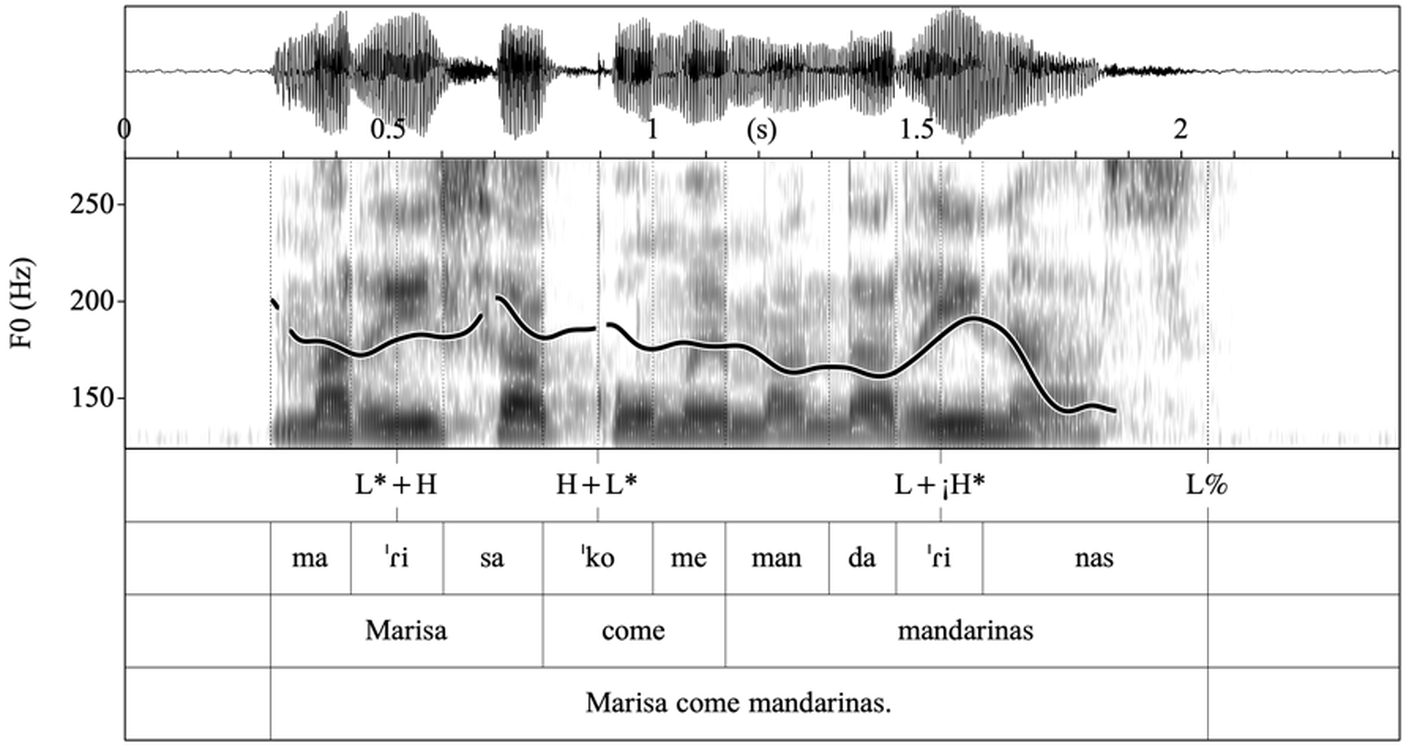 0 0.5 1 (s) 1.5 2
250
200
150
F0 (Hz)
L*+H H+L* L+¡H* L%
ma ˈɾi sa ˈko me man da ˈɾi nas
Marisa come mandarinas
Marisa come mandarinas.